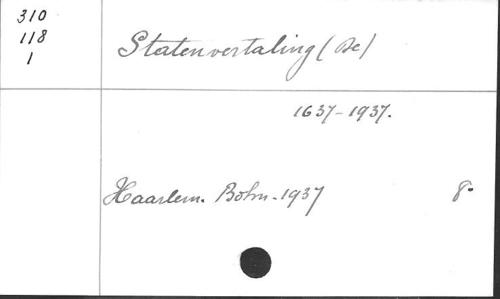 310
118
1
Statenvertaling (De)
1637-1937.
Haarlem. Bohn. 1937 8°